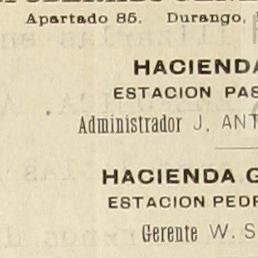 Apartado 85. Durango,
HACIENDA
ESTACION PAS
Administrador J. ANT
HACIENDA G
ESTACION PEDR
Gerente W. S